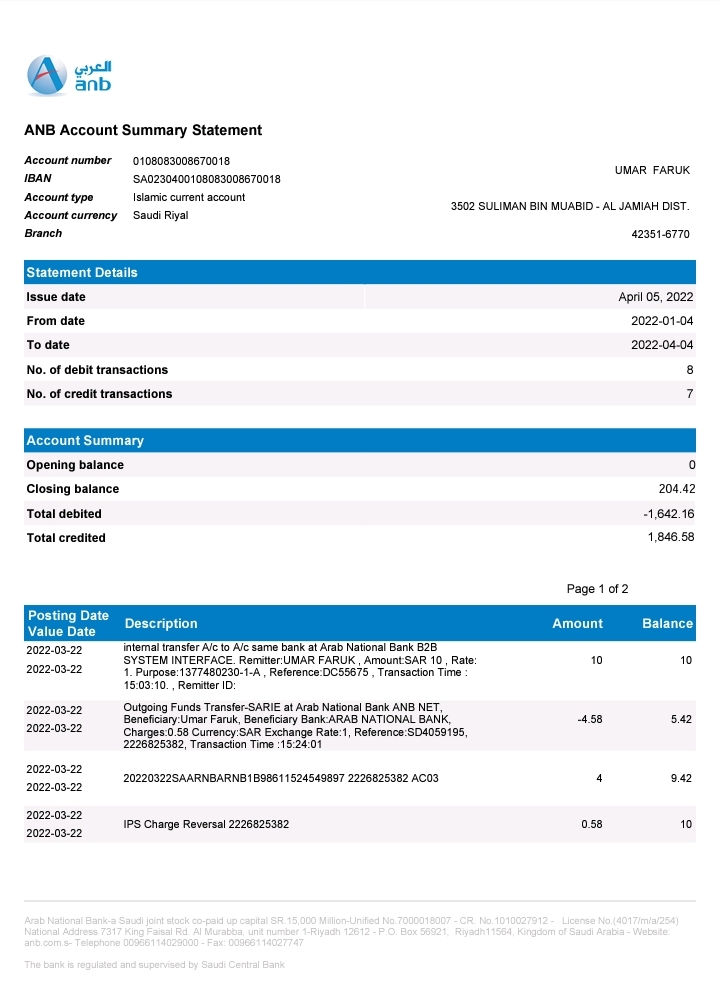 العربي
anb
ANB Account Summary Statement
Account number 0108083008670018
IBAN SA0230400108083008670018
Account type Islamic current account
Account currency Saudi Riyal
Branch
UMAR FARUK
3502 SULIMAN BIN MUABID - AL JAMIAH DIST.
42351-6770
Statement Details
Issue date April 05, 2022
From date 2022-01-04
To date 2022-04-04
No. of debit transactions 8
No. of credit transactions 7
Account Summary
Opening balance 0
Closing balance 204.42
Total debited -1,642.16
Total credited 1,846.58
Page 1 of 2
Posting Date
Value Date Description Amount Balance
2022-03-22
2022-03-22
internal transfer A/c to A/c same bank at Arab National Bank B2B
SYSTEM INTERFACE. Remitter:UMAR FARUK , Amount:SAR 10 , Rate:
1. Purpose:1377480230-1-A , Reference:DC55675 , Transaction Time :
15:03:10. , Remitter ID:
10 10
2022-03-22
2022-03-22
Outgoing Funds Transfer-SARIE at Arab National Bank ANB NET,
Beneficiary:Umar Faruk, Beneficiary Bank:ARAB NATIONAL BANK,
Charges:0.58 Currency:SAR Exchange Rate:1, Reference:SD4059195,
2226825382, Transaction Time :15:24:01
-4.58 5.42
2022-03-22
2022-03-22
20220322SAARNBARNB1B98611524549897 2226825382 AC03 4 9.42
2022-03-22
2022-03-22
IPS Charge Reversal 2226825382 0.58 10
Arab National Bank-a Saudi joint stock co-paid up capital SR.15,000 Million-Unified No.7000018007 - CR. No.1010027912 - License No.(4017/m/a/254)
National Address 7317 King Faisal Rd. Al Murabba, unit number 1-Riyadh 12612 - P.O. Box 56921, Riyadh11564, Kingdom of Saudi Arabia - Website:
anb.com.s- Telephone 00966114029000 - Fax: 00966114027747
The bank is regulated and supervised by Saudi Central Bank